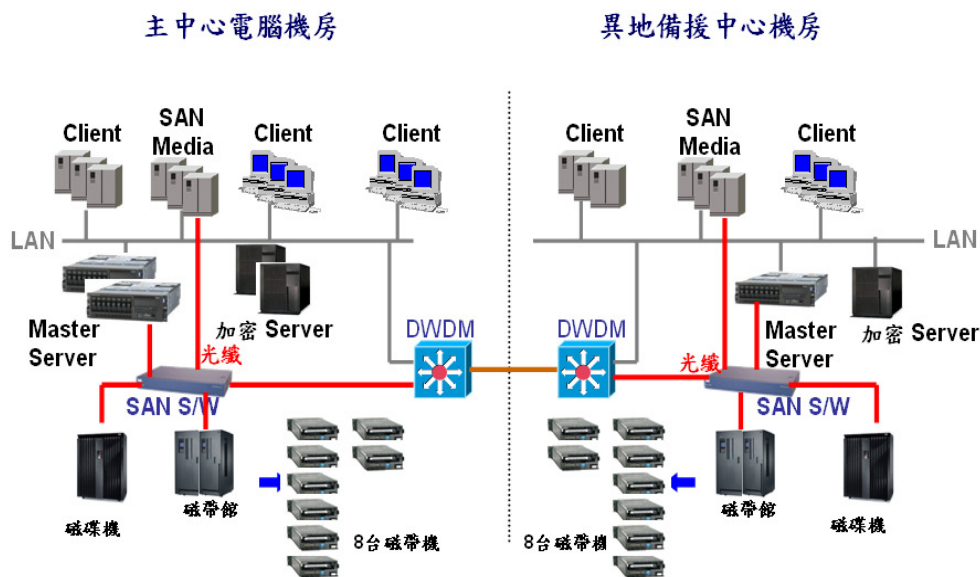 主中心電腦機房
異地備援中心機房
Client
SAN
Media
Client
Client
Client
SAN
Media
Client
LAN
LAN
Master
Server
加密 Server
DWDM
DWDM
Master
Server
加密 Server
光纖
光纖
SAN S/W
SAN S/W
磁碟機
磁帶館
8台磁帶機
8台磁帶機
磁帶館
磁碟機